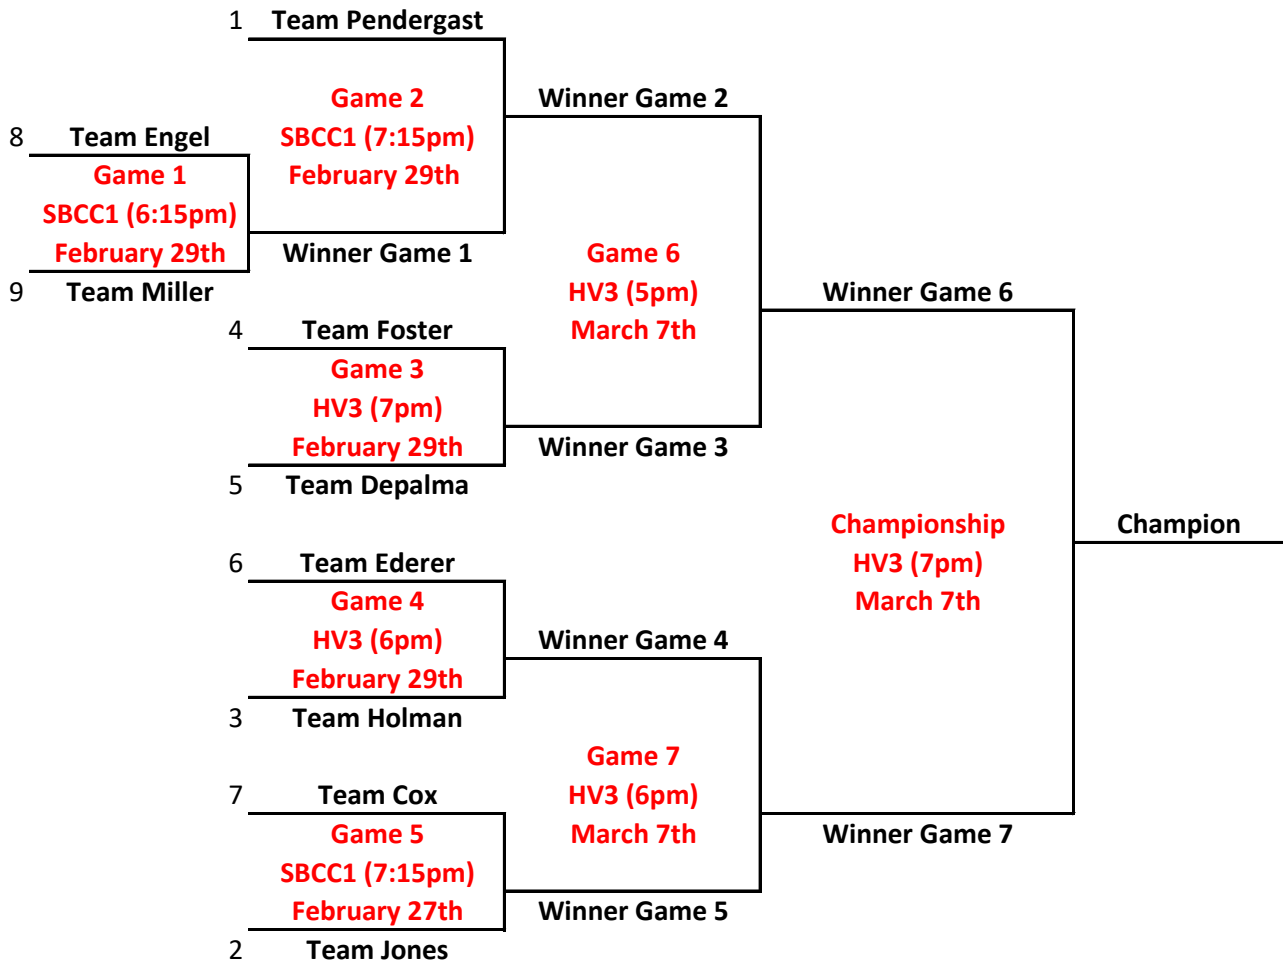 1 Team Pendergast
Game 2
SBCC1 (7:15pm)
February 29th
Winner Game 2
8 Team Engel
Game 1
SBCC1 (6:15pm)
February 29th
9 Team Miller
Winner Game 1
Game 6
HV3 (5pm)
March 7th
Winner Game 6
4 Team Foster
Game 3
HV3 (7pm)
February 29th
5 Team Depalma
Winner Game 3
Championship
HV3 (7pm)
March 7th
Champion
6 Team Ederer
Game 4
HV3 (6pm)
February 29th
3 Team Holman
Winner Game 4
Game 7
HV3 (6pm)
March 7th
Winner Game 7
7 Team Cox
Game 5
SBCC1 (7:15pm)
February 27th
2 Team Jones
Winner Game 5